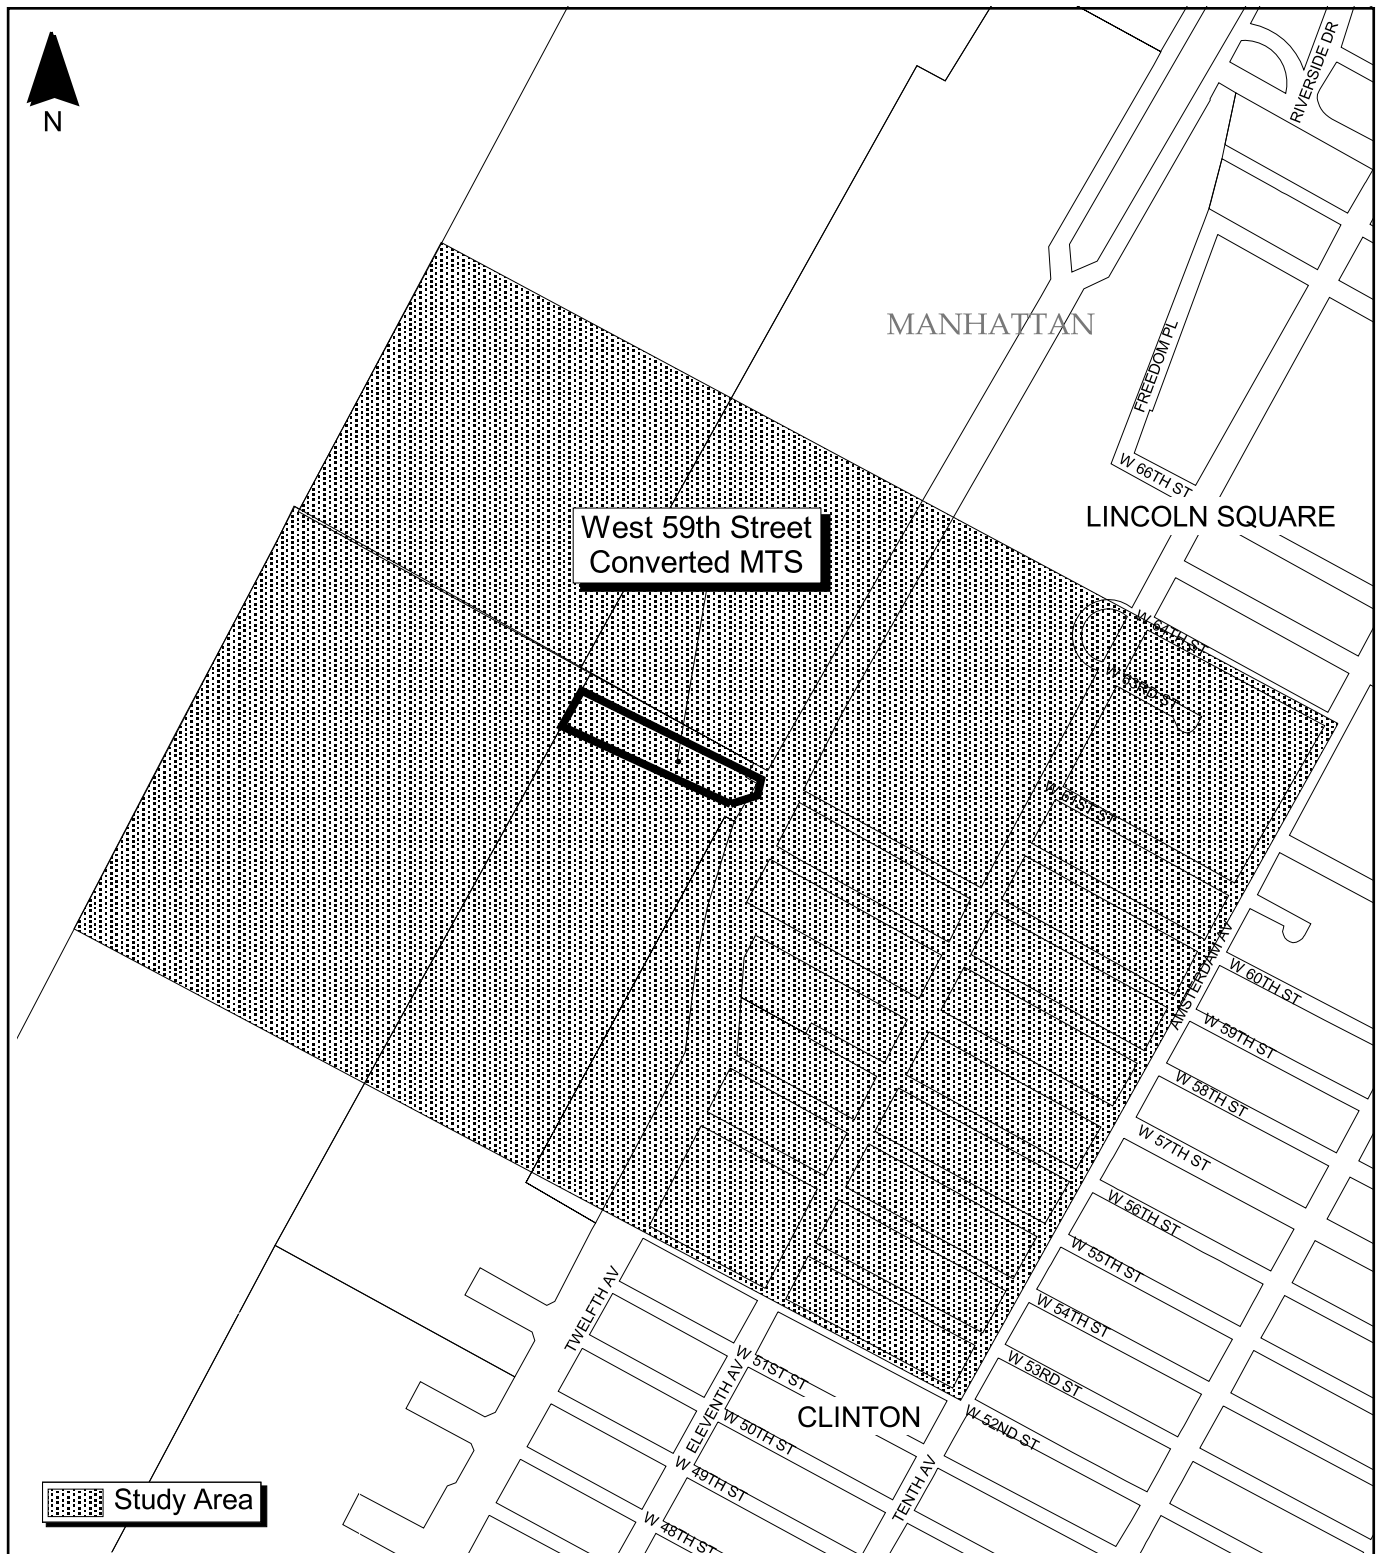 N
RIVERSIDE DR
MANHATTAN
FREEDOM PL
W 66TH ST
LINCOLN SQUARE
West 59th Street
Converted MTS
W 64TH ST
W 63RD ST
W 61ST ST
AMSTERDAM AV
W 60TH ST
W 59TH ST
W 58TH ST
W 57TH ST
W 56TH ST
W 55TH ST
W 54TH ST
W 53RD ST
W 52ND ST
TWELFTH AV
W 51ST ST
ELEVENTH AV
CLINTON
W 50TH ST
W 49TH ST
TENTH AV
W 48TH ST
Study Area